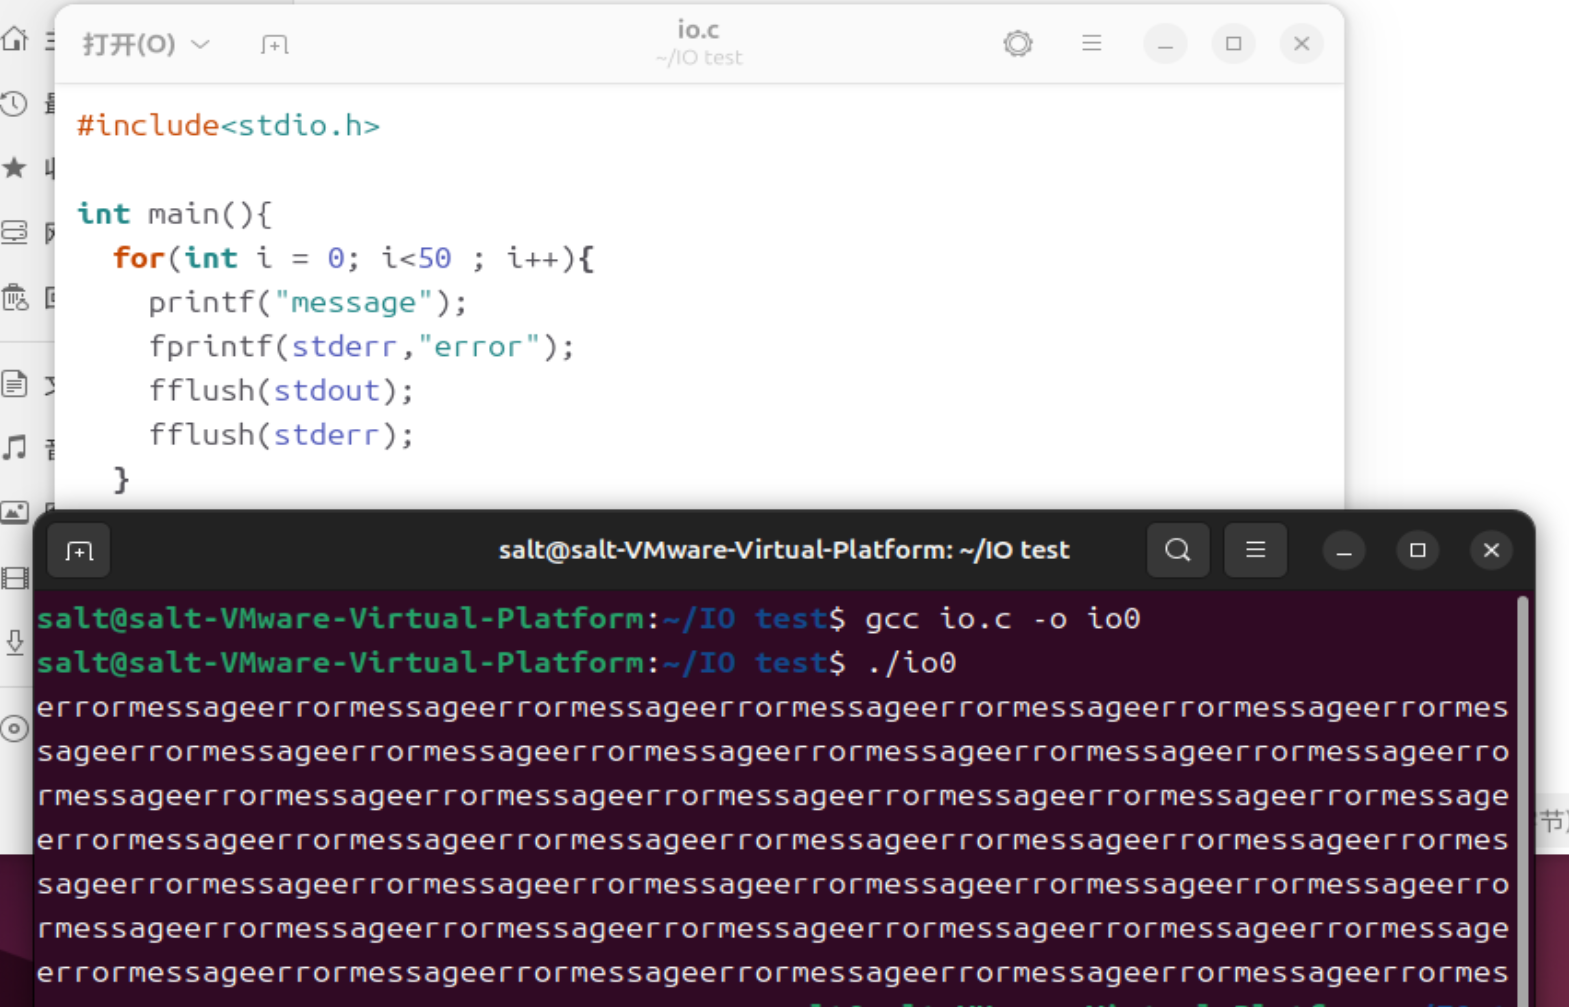 打开(O)
io.c
~/IO test
#include<stdio.h>
int main(){
for(int i = 0; i<50 ; i++){
printf("message");
fprintf(stderr,"error");
fflush(stdout);
fflush(stderr);
}
salt@salt-VMware-Virtual-Platform: ~/IO test
salt@salt-VMware-Virtual-Platform:~/IO test$ gcc io.c -o io0
salt@salt-VMware-Virtual-Platform:~/IO test$ ./io0
errormessageerrormessageerrormessageerrormessageerrormessageerrormessageerrormes
sageerrormessageerrormessageerrormessageerrormessageerrormessageerrormessageerro
rmessageerrormessageerrormessageerrormessageerrormessageerrormessageerrormessage
errormessageerrormessageerrormessageerrormessageerrormessageerrormessageerrormes
sageerrormessageerrormessageerrormessageerrormessageerrormessageerrormessageerro
rmessageerrormessageerrormessageerrormessageerrormessageerrormessageerrormessage
errormessageerrormessageerrormessageerrormessageerrormessageerrormessageerrormes
节)